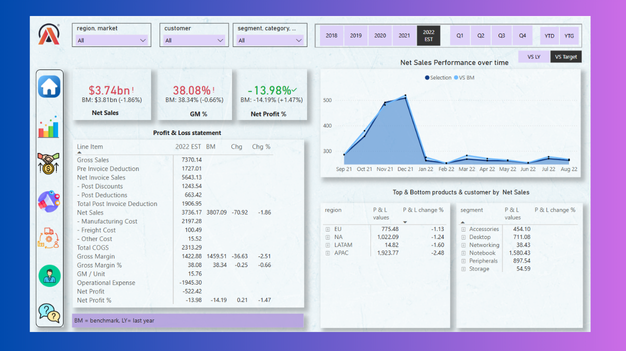 region, market
All
customer
All
segment, category, ...
All
2018 2019 2020 2021 2022 EST Q1 Q2 Q3 Q4 YTD YTG
vs LY vs Target
$3.74bn!
BM: $3.81bn (-1.86%)
Net Sales
38.08%!
BM: 38.34% (-0.66%)
GM %
-13.98%✓
BM: -14.19% (+1.47%)
Net Profit %
Net Sales Performance over time
Selection vs BM
500
400
300
Sep 21 Oct 21 Nov 21 Dec 21 Jan 22 Feb 22 Mar 22 Apr 22 May 22 Jun 22 Jul 22 Aug 22
Profit & Loss statement
Line Item 2022 EST BM Chg Chg %
Gross Sales 7370.14
Pre Invoice Deduction 1727.01
Net Invoice Sales 5643.13
- Post Discounts 1243.54
- Post Deductions 663.42
Total Post Invoice Deduction 1906.95
Net Sales 3736.17 3807.09 -70.92 -1.86
- Manufacturing Cost 2197.28
- Freight Cost 100.49
- Other Cost 15.52
Total COGS 2313.29
Gross Margin 1422.88 1459.51 -36.63 -2.51
Gross Margin % 38.08 38.34 -0.25 -0.66
GM / Unit 15.76
Operational Expense -1945.30
Net Profit -522.42
Net Profit % -13.98 -14.19 0.21 -1.47
BM = benchmark, LY= last year
Top & Bottom products & customer by Net Sales
region P & L values P & L change %
EU 775.48 -1.13
NA 1,022.09 -1.24
LATAM 14.82 -1.60
APAC 1,923.77 -2.48
segment P & L values P & L change %
Accessories 454.10
Desktop 711.08
Networking 38.43
Notebook 1,580.43
Peripherals 897.54
Storage 54.59